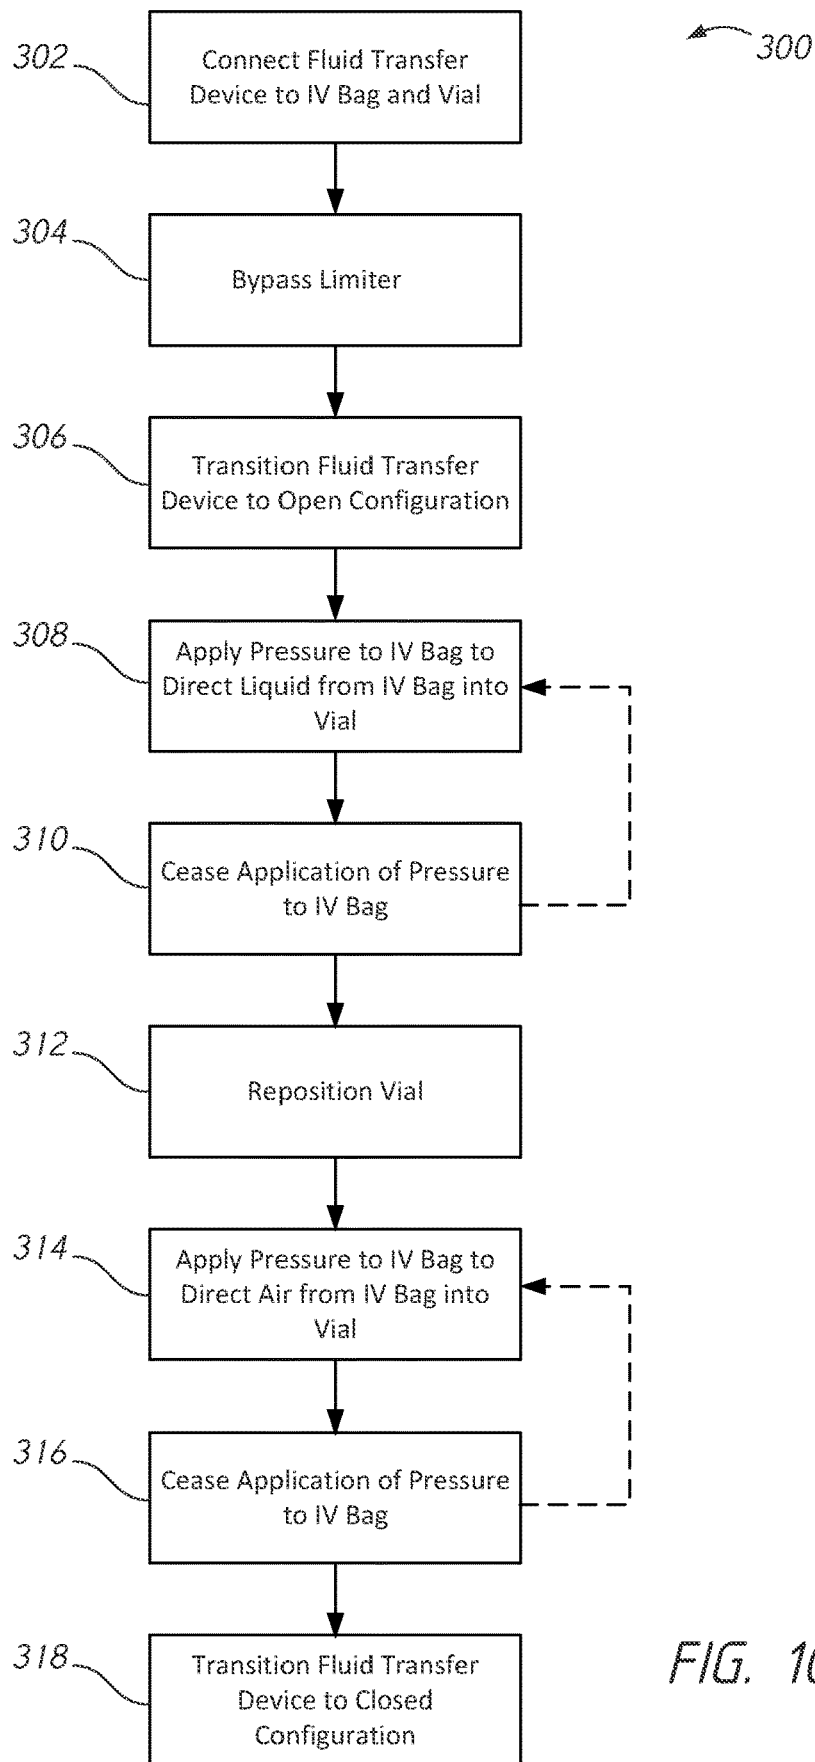 300
302
Connect Fluid Transfer
Device to IV Bag and Vial
304
Bypass Limiter
306
Transition Fluid Transfer
Device to Open Configuration
308
Apply Pressure to IV Bag to
Direct Liquid from IV Bag into
Vial
310
Cease Application of Pressure
to IV Bag
312
Reposition Vial
314
Apply Pressure to IV Bag to
Direct Air from IV Bag into
Vial
316
Cease Application of Pressure
to IV Bag
318
Transition Fluid Transfer
Device to Closed
Configuration
FIG.